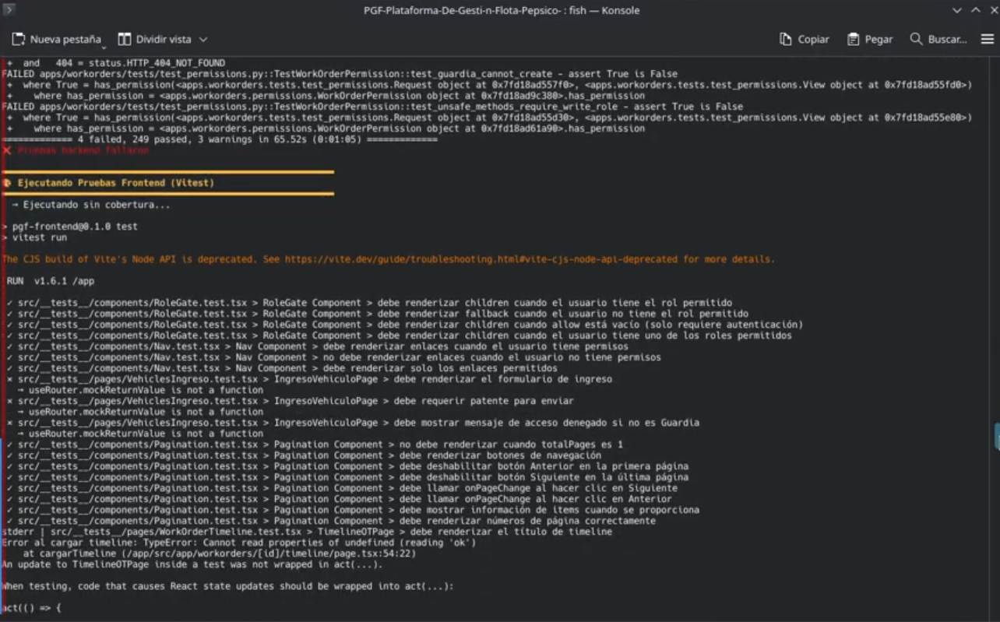 PGF-Plataforma-De-Gesti-n-Flota-Pepsico- : fish — Konsole
Nueva pestaña
Dividir vista
Copiar
Pegar
Buscar...
+  and   404 = status.HTTP_404_NOT_FOUND
FAILED apps/workorders/tests/test_permissions.py::TestWorkOrderPermission::test_guardia_cannot_create - assert True is False
+  where True = has_permission(<apps.workorders.tests.test_permissions.Request object at 0x7fd18ad557f0>, <apps.workorders.tests.test_permissions.View object at 0x7fd18ad55fd0>)
+    where has_permission = <apps.workorders.permissions.WorkOrderPermission object at 0x7fd18ad9c380>.has_permission
FAILED apps/workorders/tests/test_permissions.py::TestWorkOrderPermission::test_unsafe_methods_require_write_role - assert True is False
+  where True = has_permission(<apps.workorders.tests.test_permissions.Request object at 0x7fd18ad55d30>, <apps.workorders.tests.test_permissions.View object at 0x7fd18ad55e80>)
+    where has_permission = <apps.workorders.permissions.WorkOrderPermission object at 0x7fd18ad61a90>.has_permission
============= 4 failed, 249 passed, 3 warnings in 65.52s (0:01:05) =============
❌ Pruebas backend fallaron
Ejecutando Pruebas Frontend (Vitest)
→ Ejecutando sin cobertura...
> pgf-frontend@0.1.0 test
> vitest run
The CJS build of Vite's Node API is deprecated. See https://vite.dev/guide/troubleshooting.html#vite-cjs-node-api-deprecated for more details.
RUN  v1.6.1 /app
✓ src/__tests__/components/RoleGate.test.tsx > RoleGate Component > debe renderizar children cuando el usuario tiene el rol permitido
✓ src/__tests__/components/RoleGate.test.tsx > RoleGate Component > debe renderizar fallback cuando el usuario no tiene el rol permitido
✓ src/__tests__/components/RoleGate.test.tsx > RoleGate Component > debe renderizar children cuando allow está vacío (solo requiere autenticación)
✓ src/__tests__/components/RoleGate.test.tsx > RoleGate Component > debe renderizar children cuando el usuario tiene uno de los roles permitidos
✓ src/__tests__/components/Nav.test.tsx > Nav Component > debe renderizar enlaces cuando el usuario tiene permisos
✓ src/__tests__/components/Nav.test.tsx > Nav Component > no debe renderizar enlaces cuando el usuario no tiene permisos
✓ src/__tests__/components/Nav.test.tsx > Nav Component > debe renderizar solo los enlaces permitidos
× src/__tests__/pages/VehiclesIngreso.test.tsx > IngresoVehiculoPage > debe renderizar el formulario de ingreso
→ useRouter.mockReturnValue is not a function
× src/__tests__/pages/VehiclesIngreso.test.tsx > IngresoVehiculoPage > debe requerir patente para enviar
→ useRouter.mockReturnValue is not a function
× src/__tests__/pages/VehiclesIngreso.test.tsx > IngresoVehiculoPage > debe mostrar mensaje de acceso denegado si no es Guardia
→ useRouter.mockReturnValue is not a function
✓ src/__tests__/components/Pagination.test.tsx > Pagination Component > no debe renderizar cuando totalPages es 1
✓ src/__tests__/components/Pagination.test.tsx > Pagination Component > debe renderizar botones de navegación
✓ src/__tests__/components/Pagination.test.tsx > Pagination Component > debe deshabilitar botón Anterior en la primera página
✓ src/__tests__/components/Pagination.test.tsx > Pagination Component > debe deshabilitar botón Siguiente en la última página
✓ src/__tests__/components/Pagination.test.tsx > Pagination Component > debe llamar onPageChange al hacer clic en Siguiente
✓ src/__tests__/components/Pagination.test.tsx > Pagination Component > debe llamar onPageChange al hacer clic en Anterior
✓ src/__tests__/components/Pagination.test.tsx > Pagination Component > debe mostrar información de items cuando se proporciona
✓ src/__tests__/components/Pagination.test.tsx > Pagination Component > debe renderizar números de página correctamente
stderr | src/__tests__/pages/WorkOrderTimeline.test.tsx > TimelineOTPage > debe renderizar el título de timeline
Error al cargar timeline: TypeError: Cannot read properties of undefined (reading 'ok')
at cargarTimeline (/app/src/app/workorders/[id]/timeline/page.tsx:54:22)
An update to TimelineOTPage inside a test was not wrapped in act(...).
When testing, code that causes React state updates should be wrapped into act(...):
act(() => {